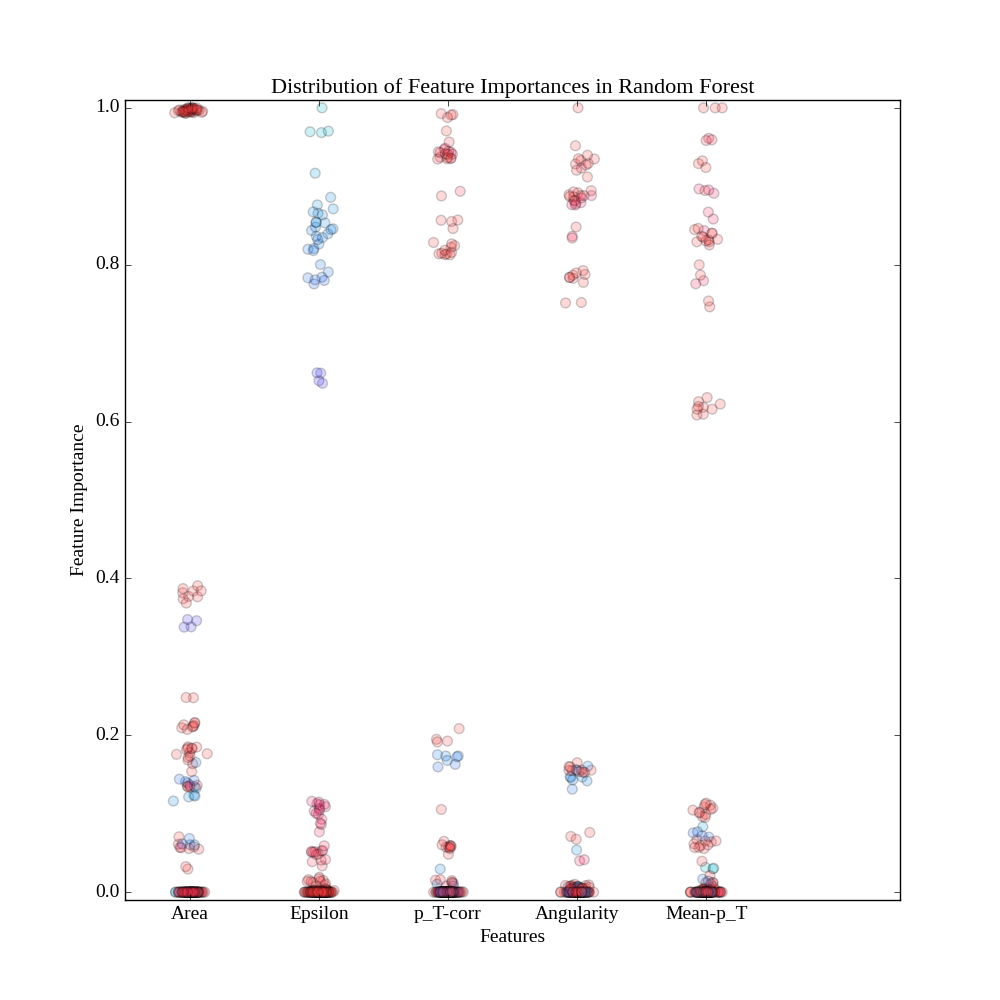 Distribution of Feature Importances in Random Forest
1.0
0.8
0.6
0.4
0.2
0.0
Feature Importance
Area Epsilon p_T-corr Angularity Mean-p_T
Features